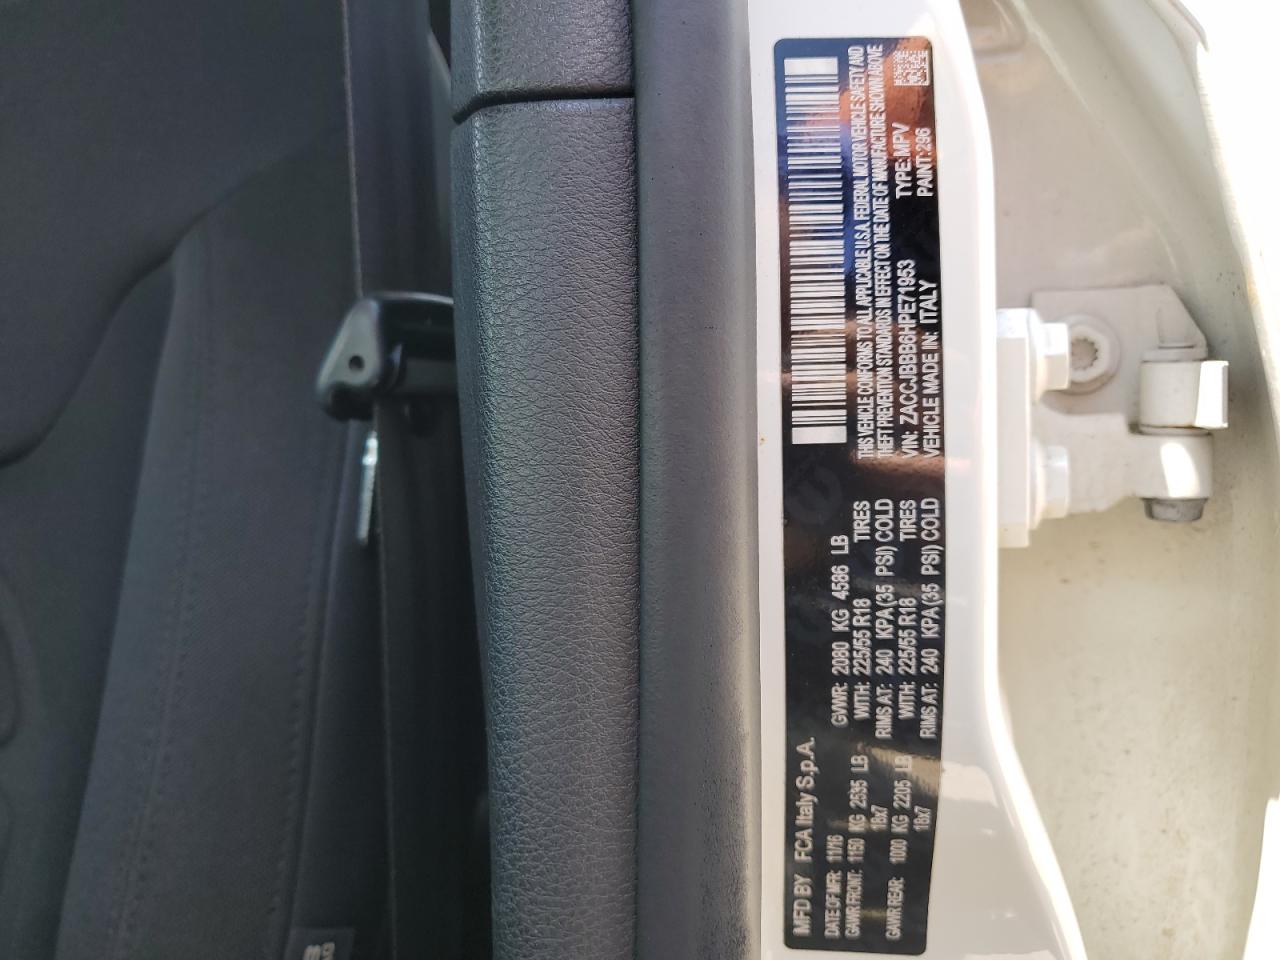 MFD BY FCA Italy S.p.A.
DATE OF MFR: 11/16 GVWR: 2080 KG 4586 LB
GAWR FRONT: 1150 KG 2535 LB WITH: 225/55 R18 TIRES
18x7 RIMS AT: 240 KPA (35 PSI) COLD
GAWR REAR: 1000 KG 2205 LB WITH: 225/55 R18 TIRES
18x7 RIMS AT: 240 KPA (35 PSI) COLD
THIS VEHICLE CONFORMS TO ALL APPLICABLE U.S.A. FEDERAL MOTOR VEHICLE SAFETY AND
THEFT PREVENTION STANDARDS IN EFFECT ON THE DATE OF MANUFACTURE SHOWN ABOVE
VIN: ZACCJBBB6HPE71953 TYPE: MPV
VEHICLE MADE IN: ITALY PAINT: 296